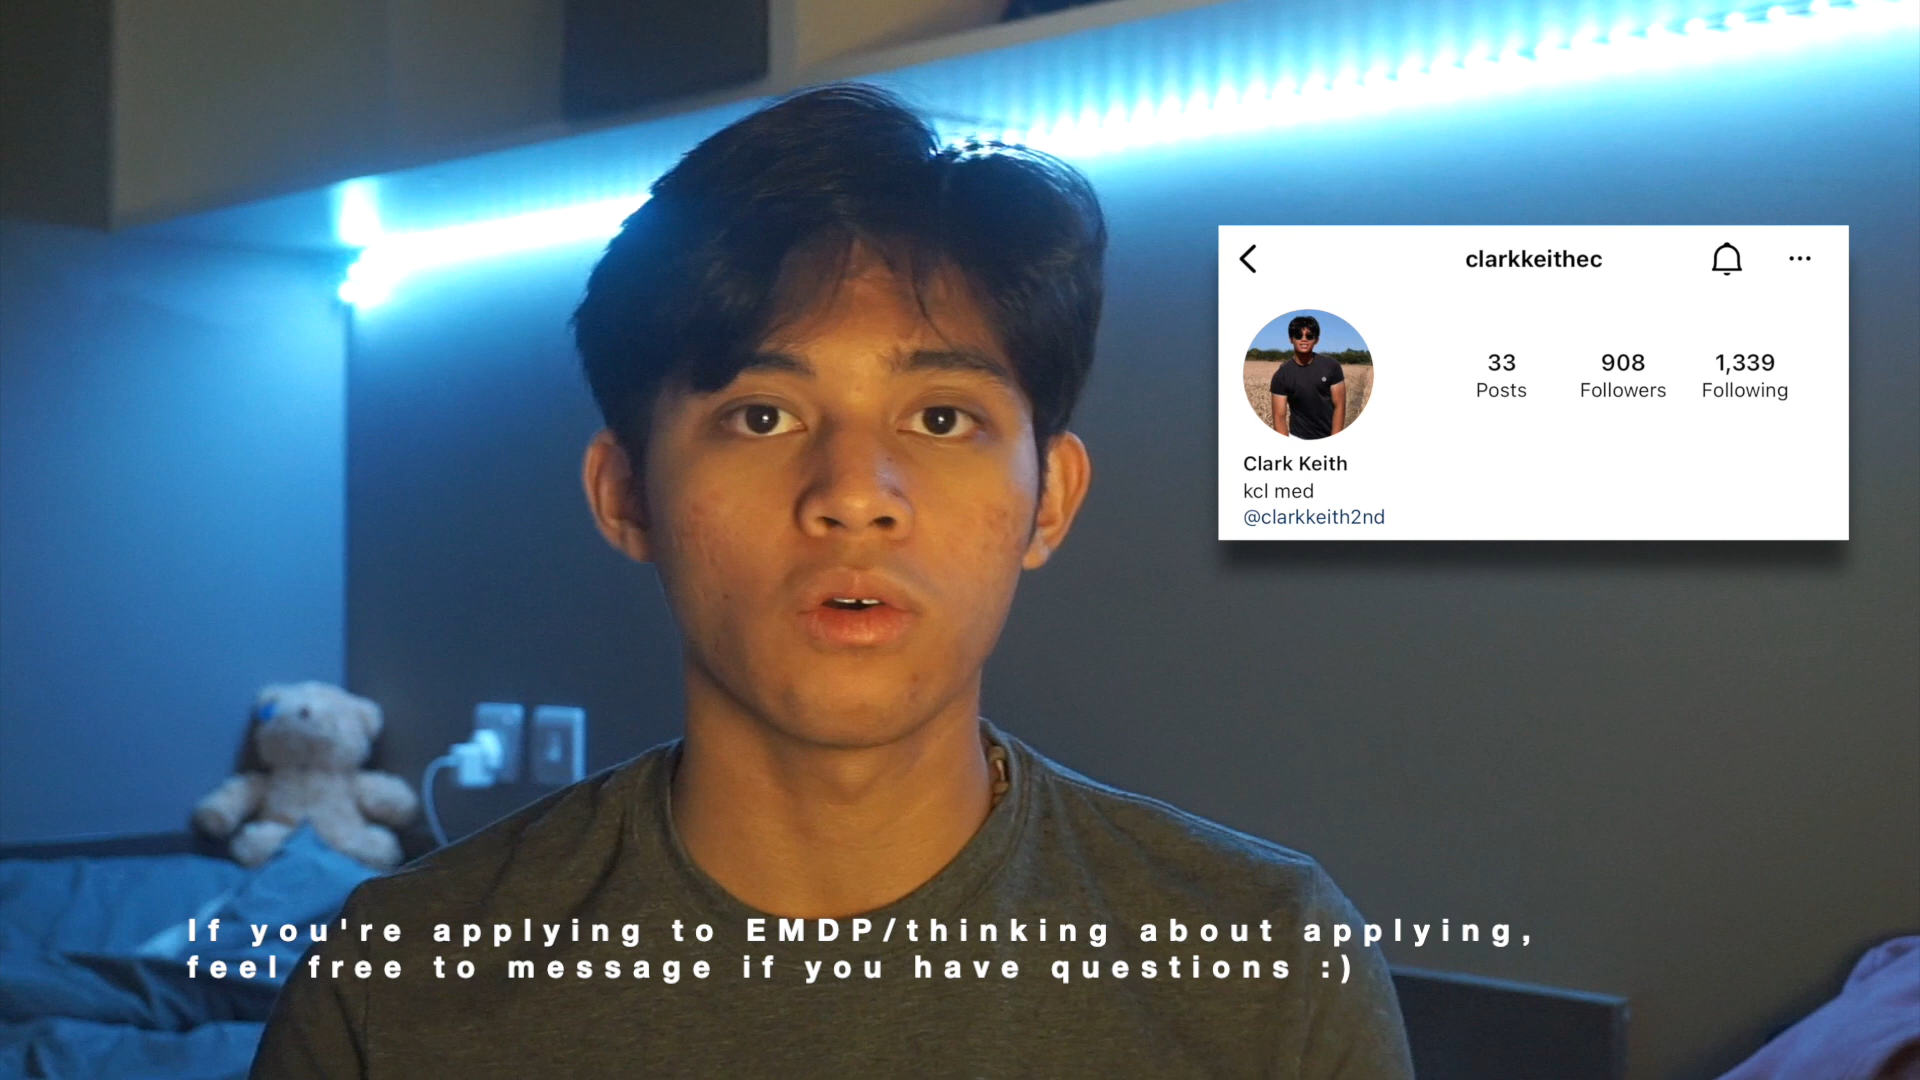 clarkkeithec
33
Posts
908
Followers
1,339
Following
Clark Keith
kcl med
@clarkkeith2nd
If you're applying to EMDP/thinking about applying,
feel free to message if you have questions :)